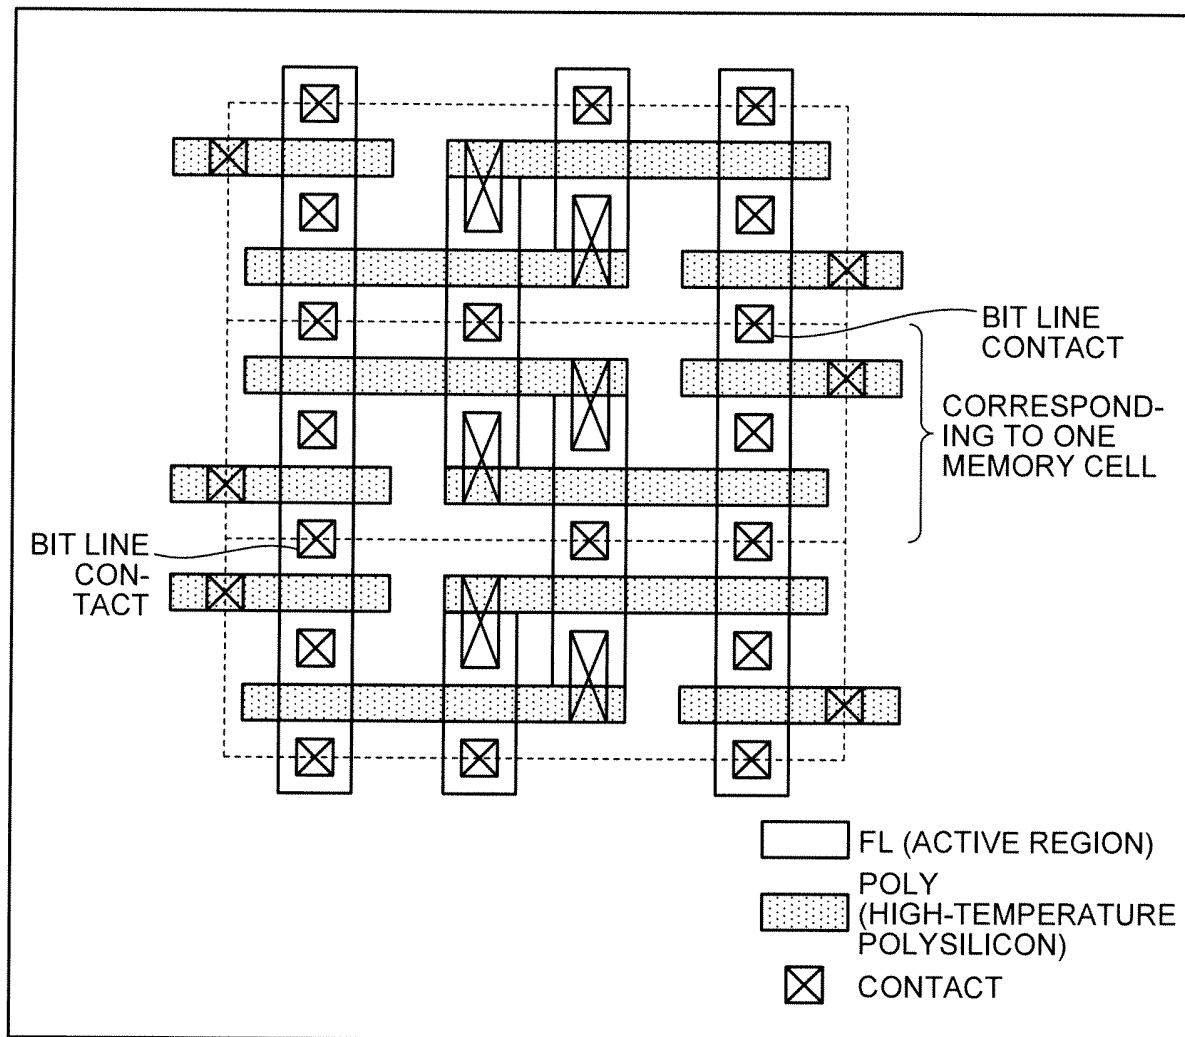 BIT LINE
CONTACT
CORRESPOND-
ING TO ONE
MEMORY CELL
BIT LINE
CON-
TACT
FL (ACTIVE REGION)
POLY
(HIGH-TEMPERATURE
POLYSILICON)
CONTACT